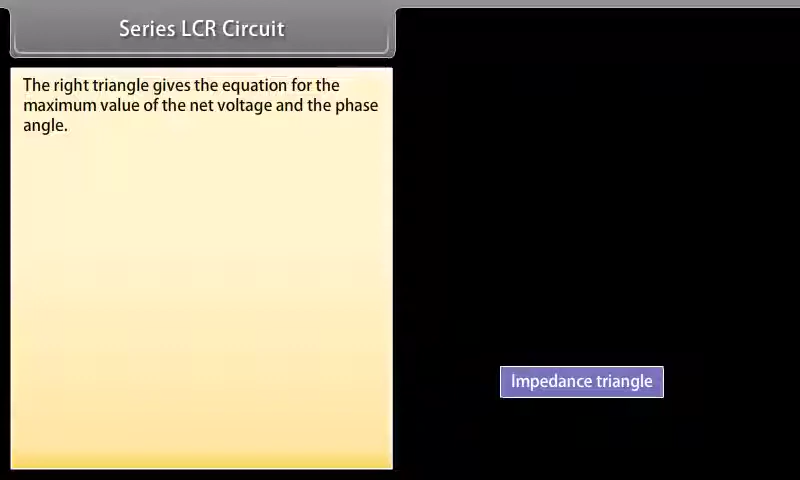 Series LCR Circuit
The right triangle gives the equation for the
maximum value of the net voltage and the phase
angle.
Impedance triangle